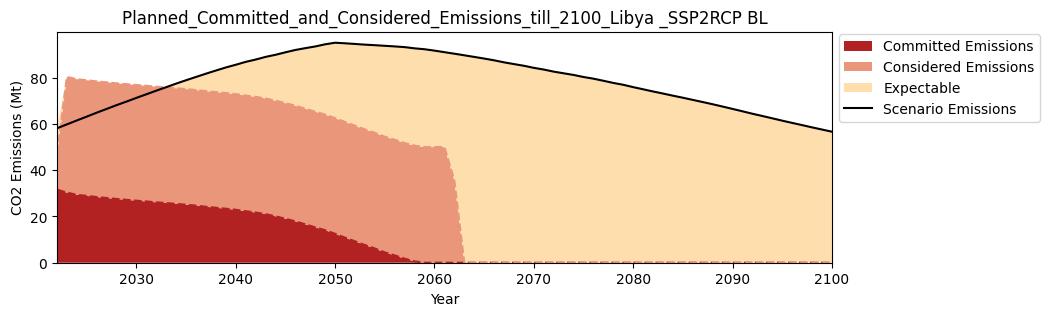 Planned_Committed_and_Considered_Emissions_till_2100_Libya _SSP2RCP BL
CO2 Emissions (Mt)
80
60
40
20
0
2030 2040 2050 2060 2070 2080 2090 2100
Year
Committed Emissions
Considered Emissions
Expectable
Scenario Emissions